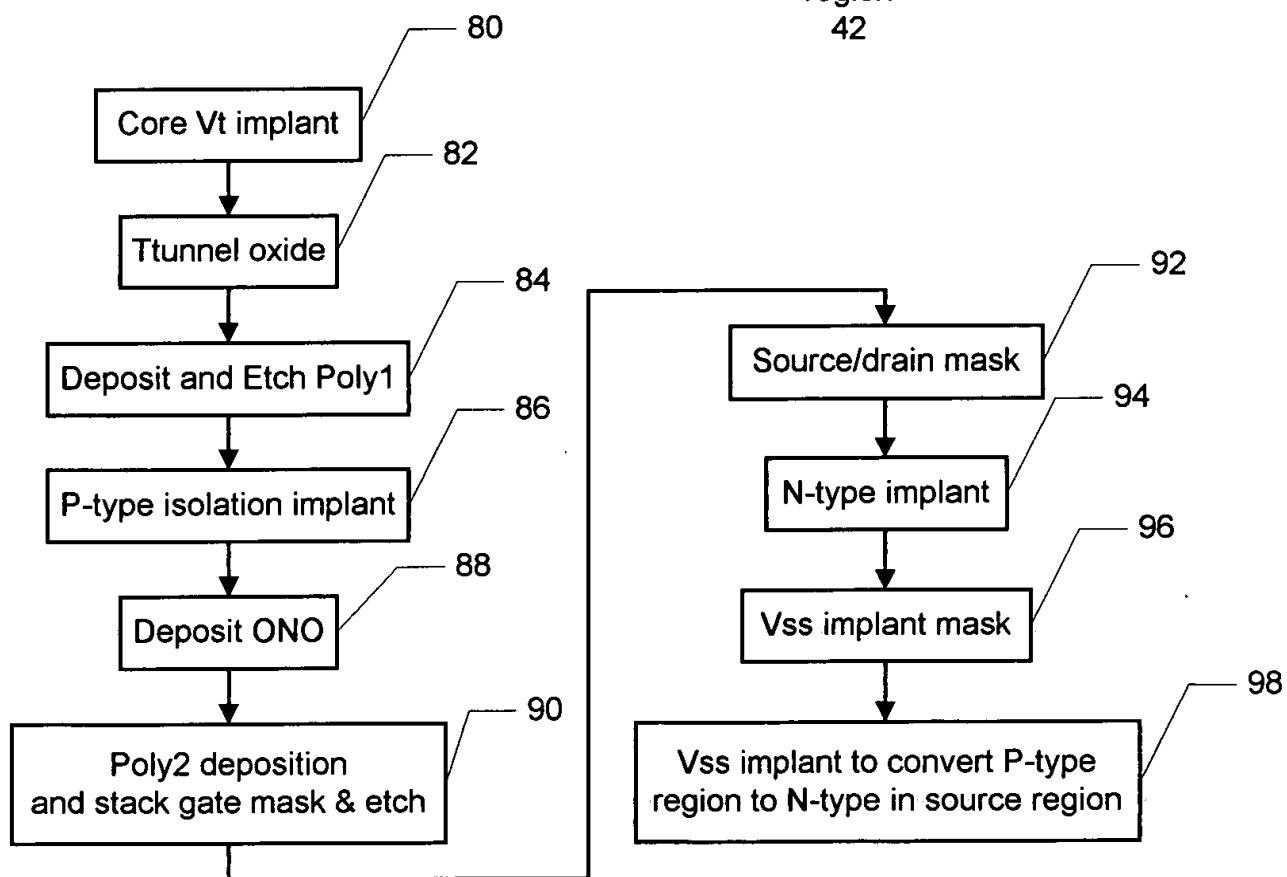 region
42
80
Core Vt implant
82
Ttunnel oxide
84
Deposit and Etch Poly1
86
P-type isolation implant
88
Deposit ONO
90
Poly2 deposition
and stack gate mask & etch
92
Source/drain mask
94
N-type implant
96
Vss implant mask
98
Vss implant to convert P-type
region to N-type in source region